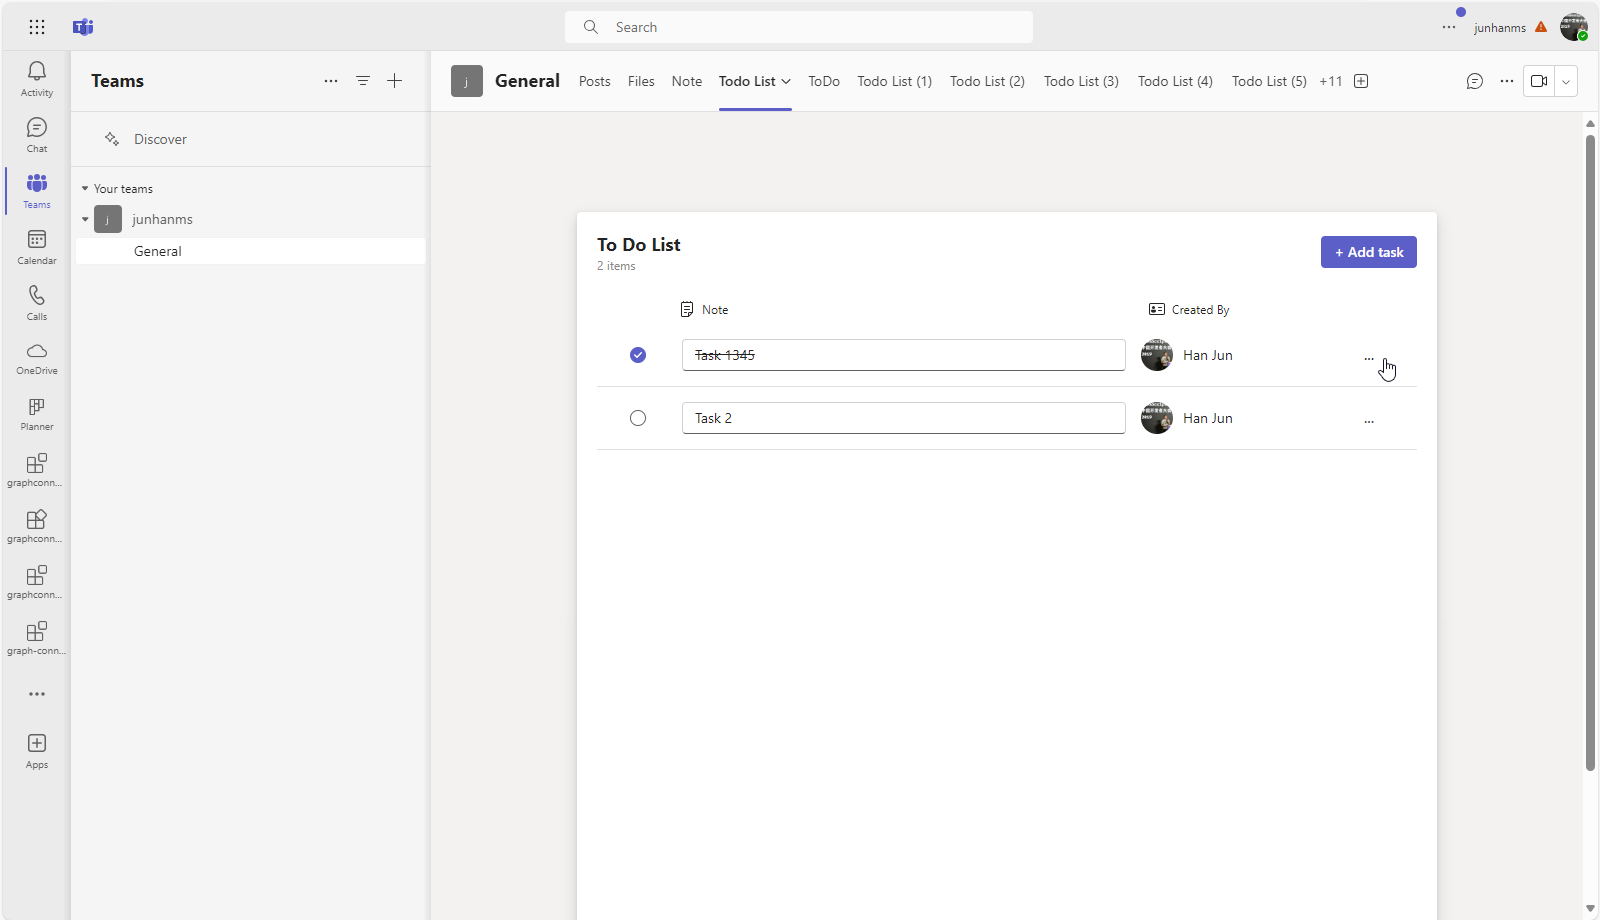 Search
junhanms
Activity
Chat
Teams
Calendar
Calls
OneDrive
Planner
graphconn...
graphconn...
graphconn...
graph-conn...
Apps
Teams
Discover
Your teams
j junhanms
General
j General Posts Files Note Todo List ToDo Todo List (1) Todo List (2) Todo List (3) Todo List (4) Todo List (5) +11
To Do List
2 items
+ Add task
Note Created By
Task 1345 Han Jun ...
Task 2 Han Jun ...